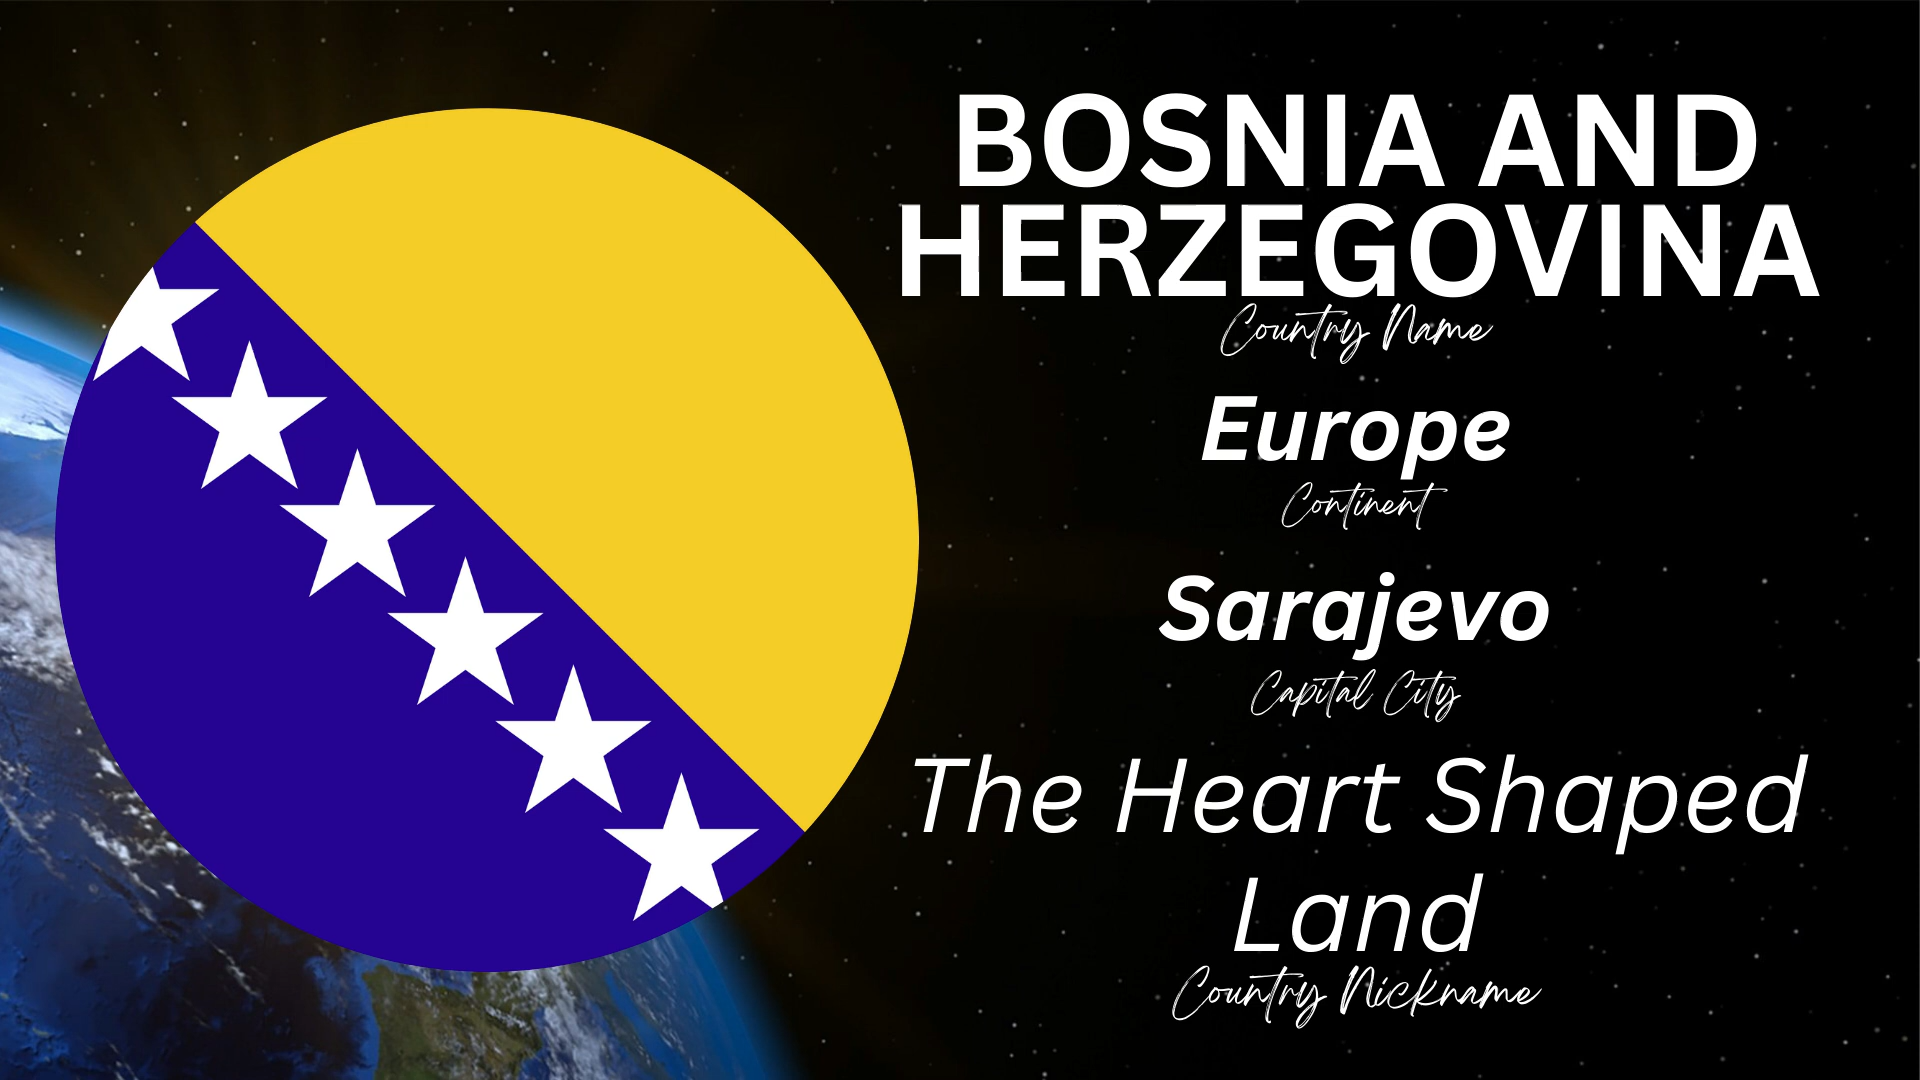 BOSNIA AND
HERZEGOVINA
Country Name
Europe
Continent
Sarajevo
Capital City
The Heart Shaped
Land
Country Nickname